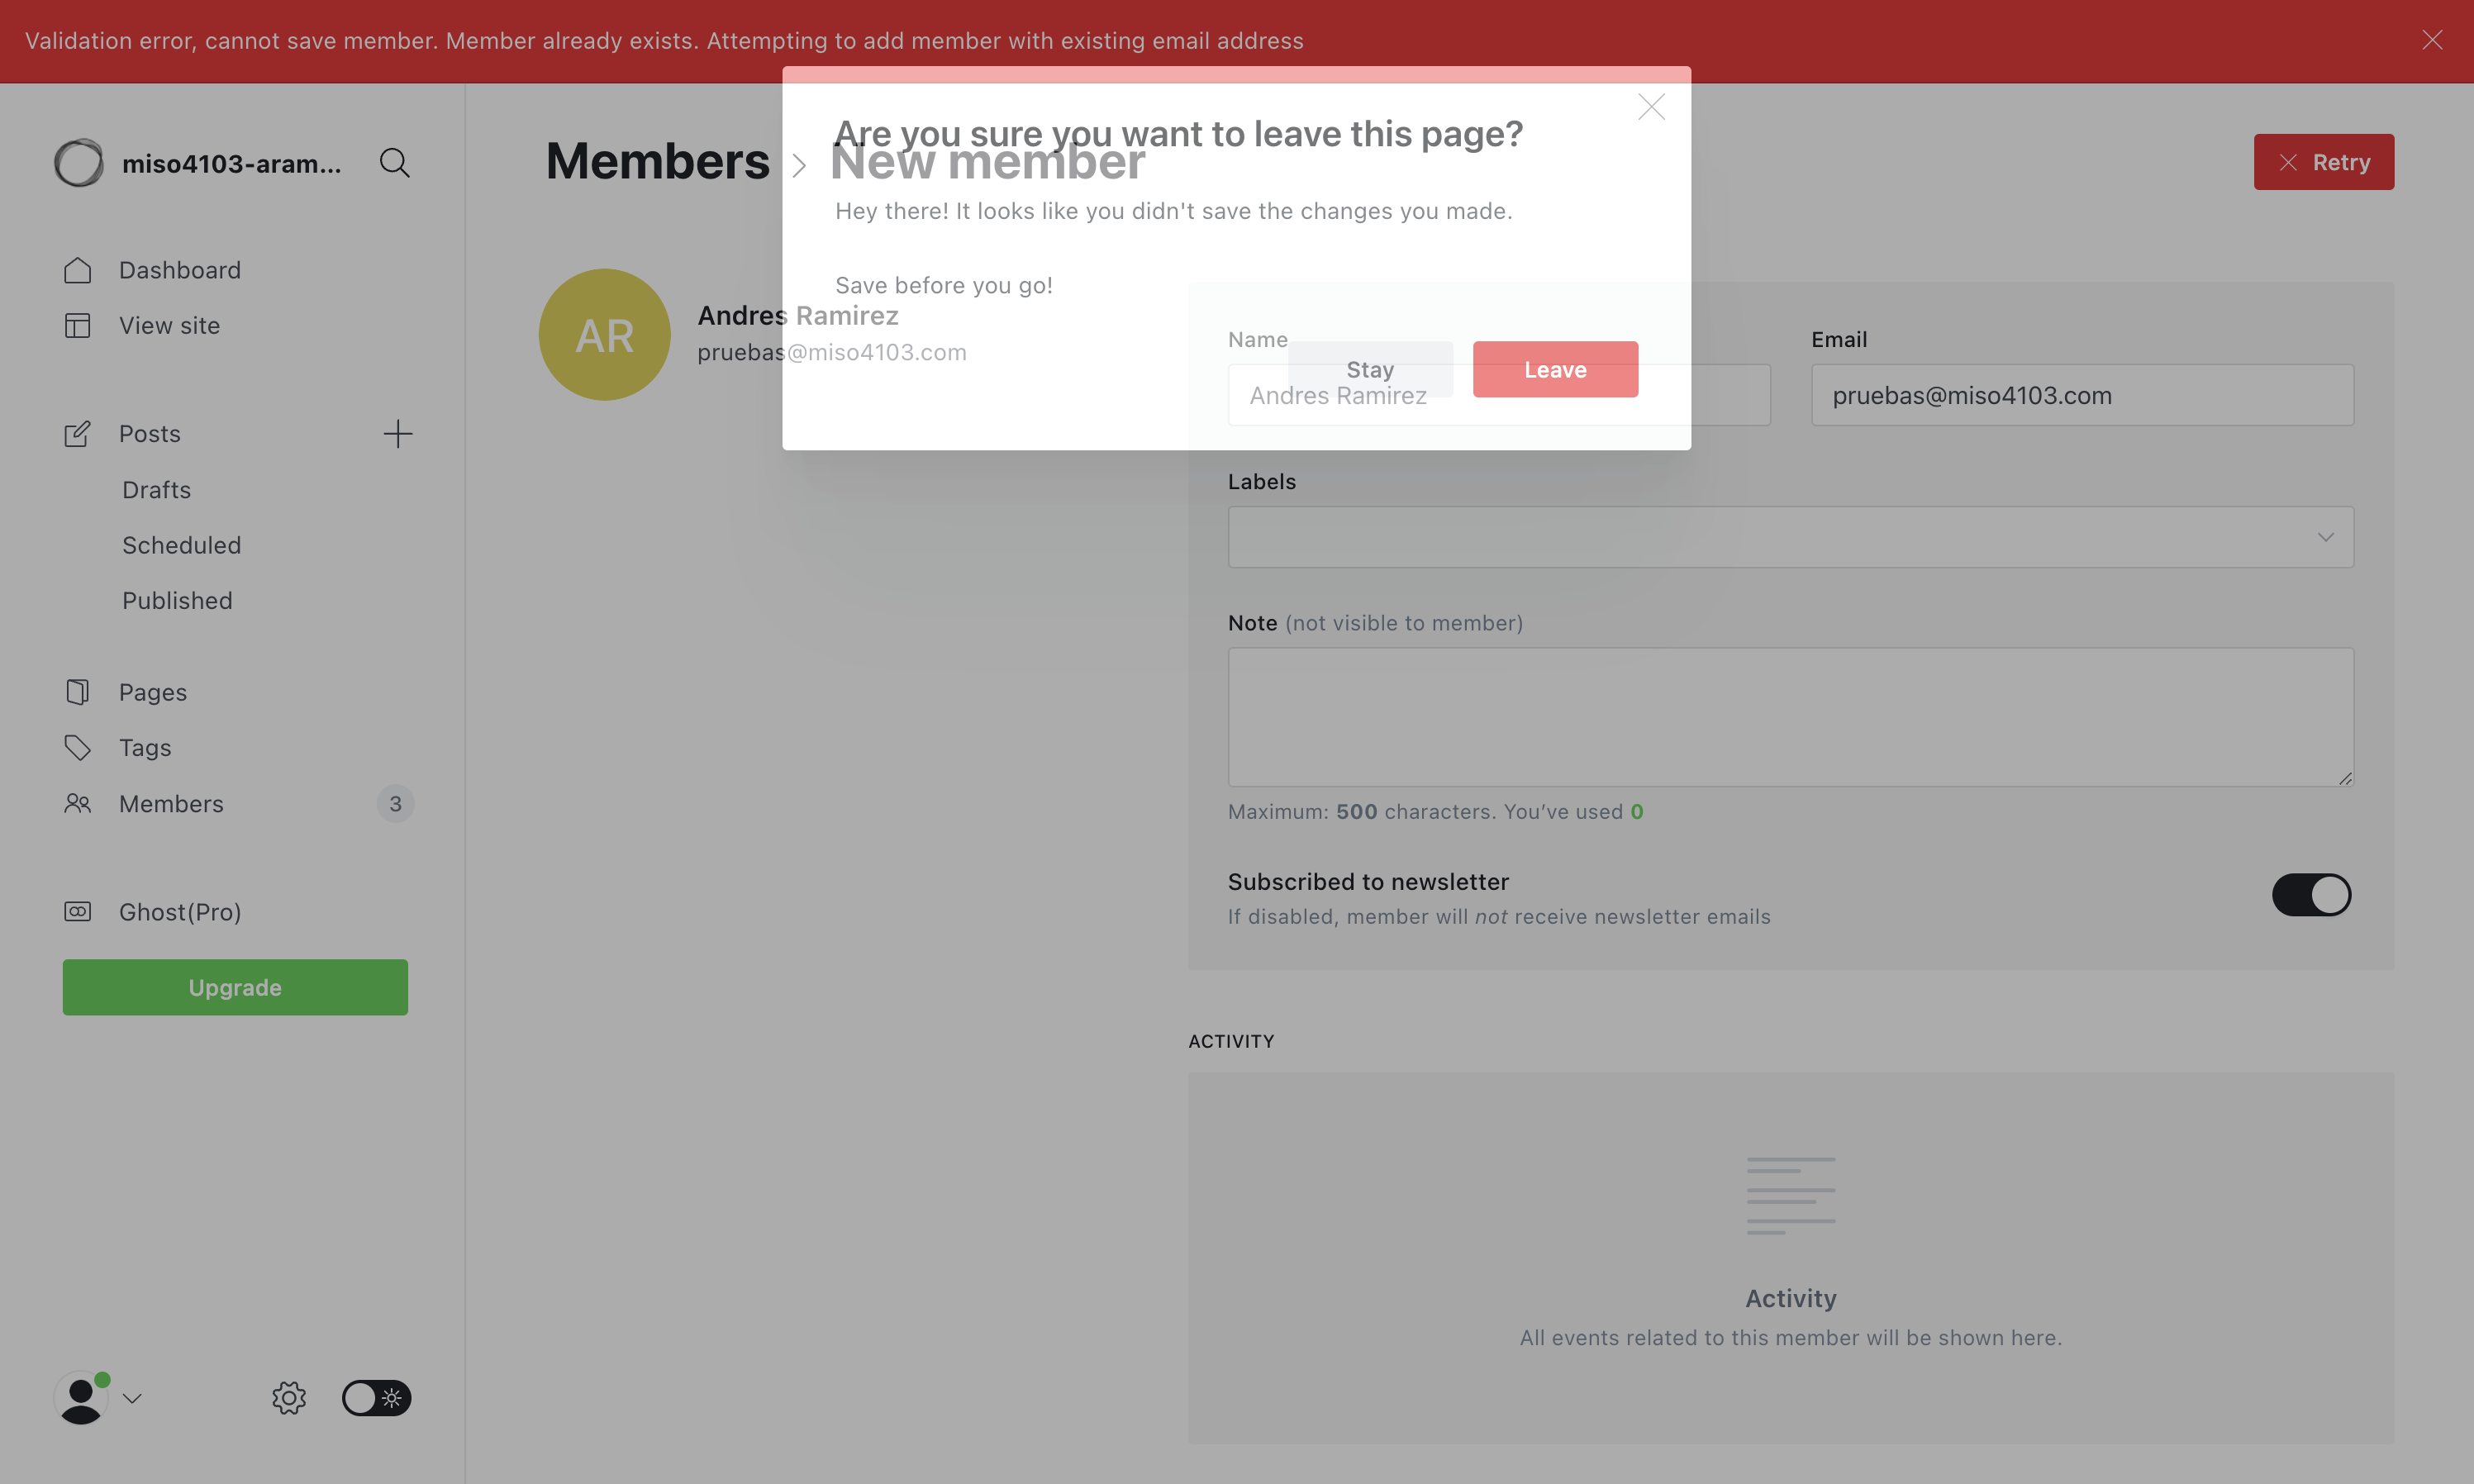 Validation error, cannot save member. Member already exists. Attempting to add member with existing email address
miso4103-aram...
Dashboard
View site
Posts
Drafts
Scheduled
Published
Pages
Tags
Members 3
Ghost(Pro)
Upgrade
Members
New member
Retry
Are you sure you want to leave this page?
Hey there! It looks like you didn't save the changes you made.
Save before you go!
Stay
Leave
AR
Andres Ramirez
pruebas@miso4103.com
Name
Andres Ramirez
Email
pruebas@miso4103.com
Labels
Note (not visible to member)
Maximum: 500 characters. You’ve used 0
Subscribed to newsletter
If disabled, member will not receive newsletter emails
ACTIVITY
Activity
All events related to this member will be shown here.